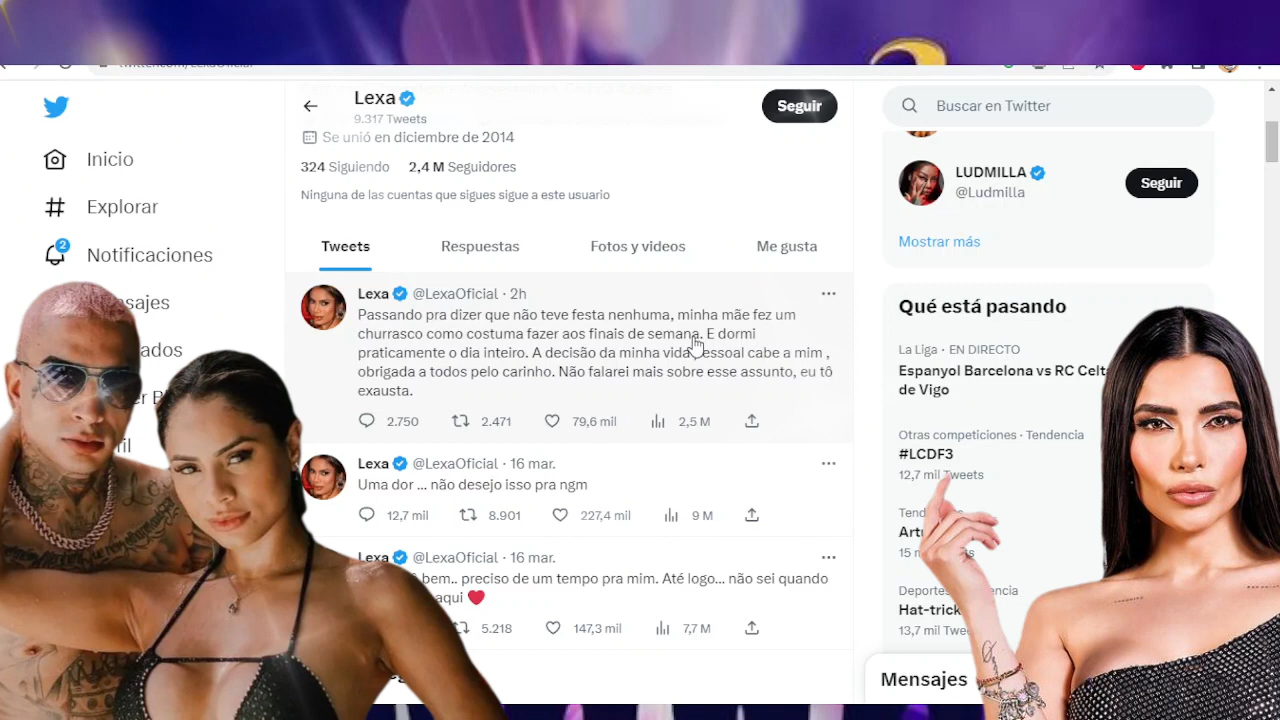 Lexa
9.317 Tweets
Seguir
Se unió en diciembre de 2014
324 Siguiendo 2,4 M Seguidores
Ninguna de las cuentas que sigues sigue a este usuario
Tweets Respuestas Fotos y videos Me gusta
Inicio
Explorar
2
Notificaciones
Lexa @LexaOficial · 2h
Passando pra dizer que não teve festa nenhuma, minha mãe fez um
churrasco como costuma fazer aos finais de semana. E dormi
praticamente o dia inteiro. A decisão da minha vida pessoal cabe a mim ,
obrigada a todos pelo carinho. Não falarei mais sobre esse assunto, eu tô
exausta.
2.750 2.471 79,6 mil 2,5 M
Lexa @LexaOficial · 16 mar.
Uma dor ... não desejo isso pra ngm
12,7 mil 8.901 227,4 mil 9 M
Lexa @LexaOficial · 16 mar.
bem.. preciso de um tempo pra mim. Até logo... não sei quando
aqui ❤
5.218 147,3 mil 7,7 M
Buscar en Twitter
LUDMILLA
@Ludmilla
Seguir
Mostrar más
Qué está pasando
La Liga · EN DIRECTO
Espanyol Barcelona vs RC Celt
de Vigo
Otras competiciones · Tendencia
#LCDF3
12,7 mil Tweets
Hat-trick
13,7 mil
Mensajes